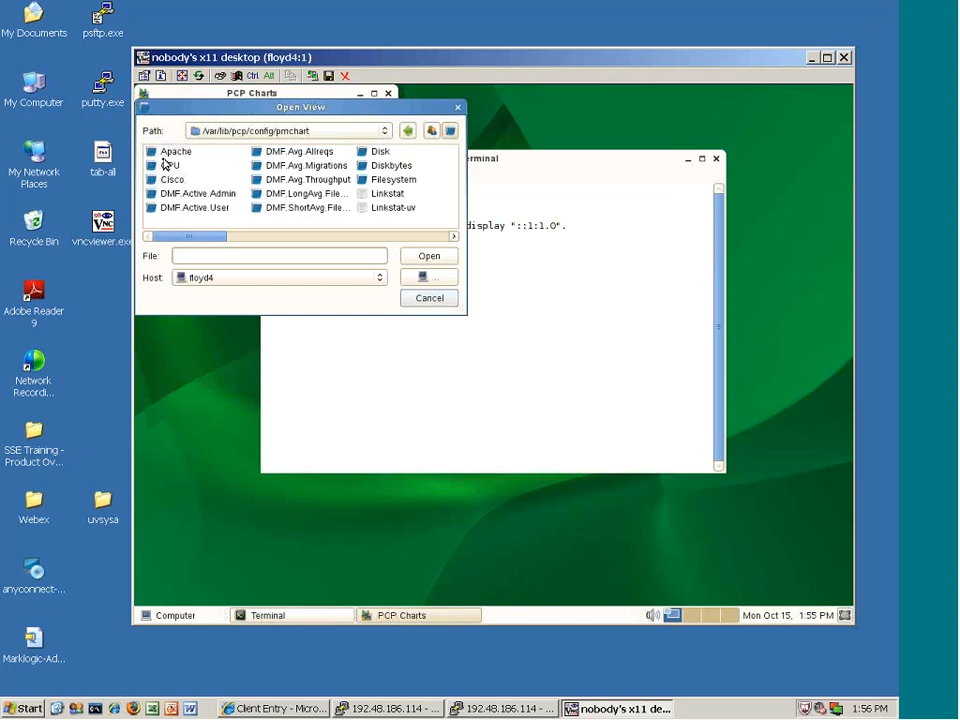 My Documents
psftp.exe
My Computer
putty.exe
My Network
Places
tab-all
Recycle Bin
vncviewer.exe
Adobe Reader
9
Network
Recordi...
SSE Training -
Product Ov...
Webex
uvsysa
anyconnect-...
Marklogic-Ad...
nobody's x11 desktop (floyd4:1)
Ctrl Alt
PCP Charts
Open View
Path: /var/lib/pcp/config/pmchart
Apache
CPU
Cisco
DMF.Active.Admin
DMF.Active.User
DMF.Avg.Allreqs
DMF.Avg.Migrations
DMF.Avg.Throughput
DMF.LongAvg.File...
DMF.ShortAvg.File...
Disk
Diskbytes
Filesystem
Linkstat
Linkstat-uv
File:
Open
Host: floyd4
...
Cancel
erminal
display "::1:1.0".
Computer
Terminal
PCP Charts
Mon Oct 15, 1:55 PM
Start
Client Entry - Micro...
192.48.186.114 - ...
192.48.186.114 - ...
nobody's x11 de...
1:56 PM